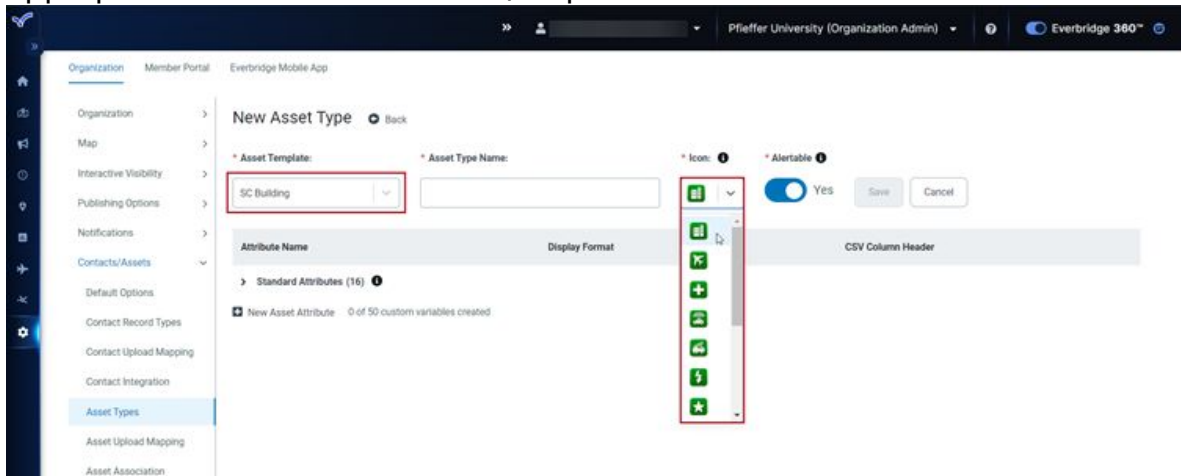 Pfieffer University (Organization Admin)
Everbridge 360™
Organization
Member Portal
Everbridge Mobile App
Organization
New Asset Type
Back
Map
* Asset Template:
* Asset Type Name:
* Icon:
* Alertable
Interactive Visibility
SC Building
Yes
Save
Cancel
Publishing Options
Notifications
Attribute Name
Display Format
CSV Column Header
Contacts/Assets
Standard Attributes (16)
Default Options
New Asset Attribute
0 of 50 custom variables created
Contact Record Types
Contact Upload Mapping
Contact Integration
Asset Types
Asset Upload Mapping
Asset Association